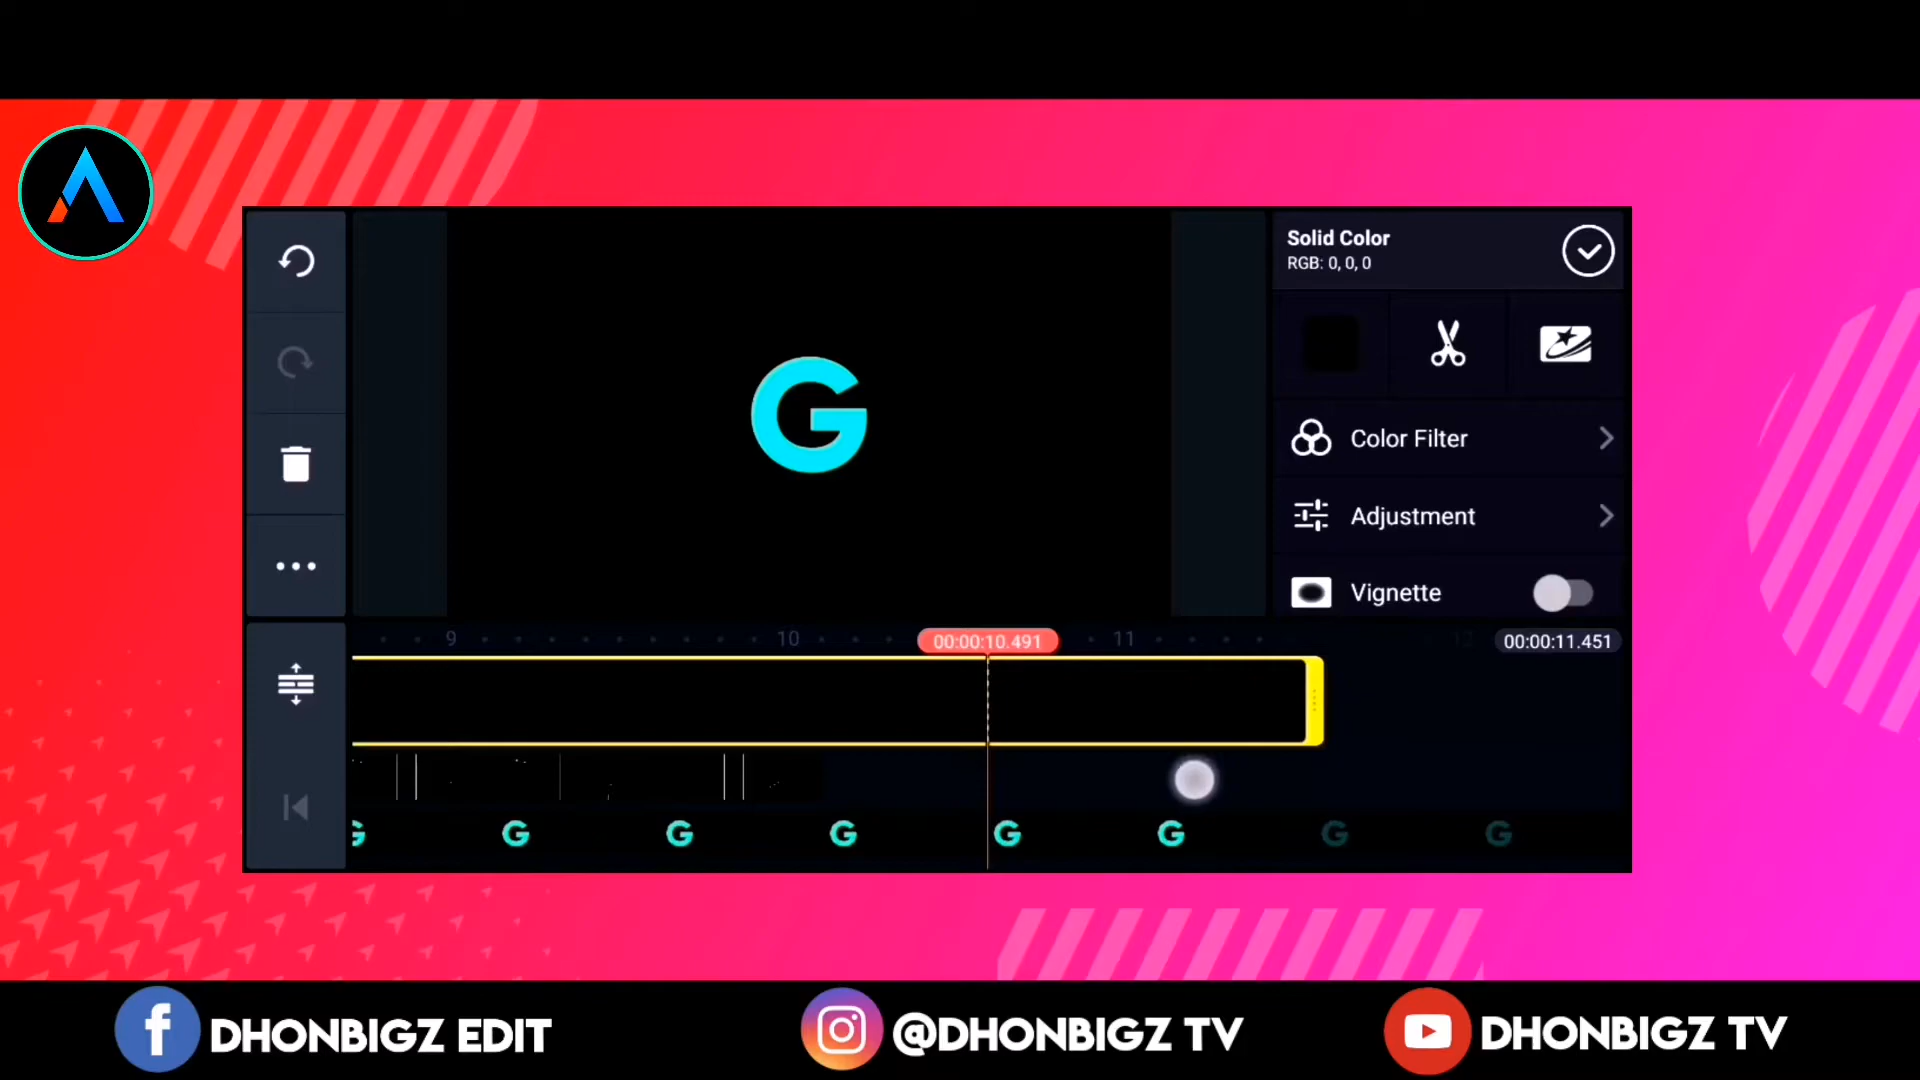 Solid Color
RGB: 0, 0, 0
G
Color Filter
Adjustment
Vignette
9
10
00:00:10.491
11
12
00:00:11.451
G G G G G G G G
DHONBIGZ EDIT
@DHONBIGZ TV
DHONBIGZ TV